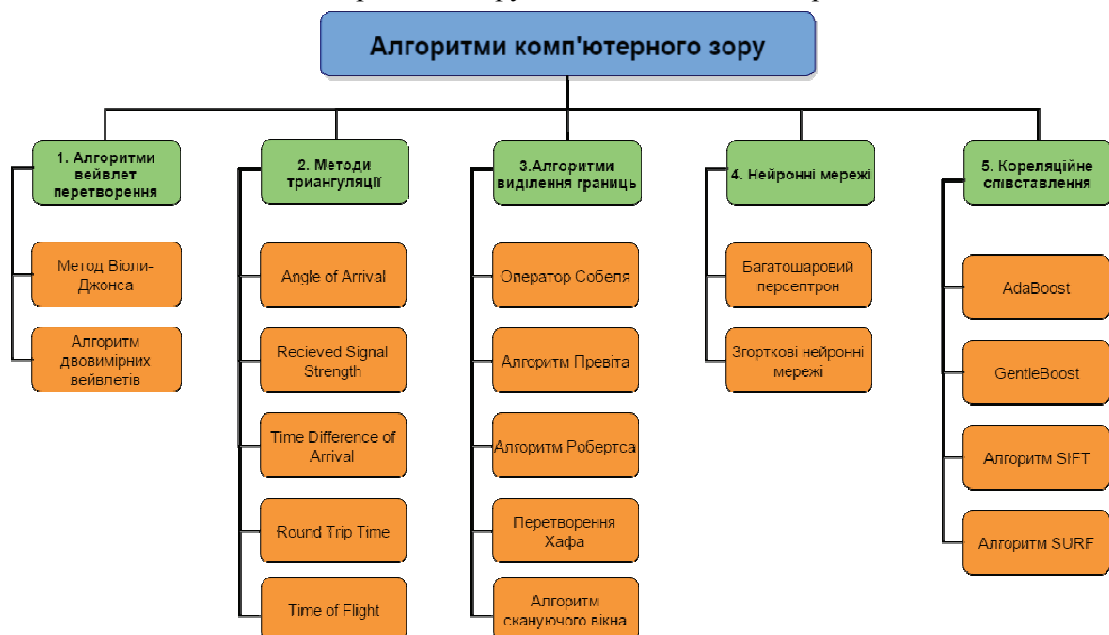 Алгоритми комп'ютерного зору
1. Алгоритми
вейвлет
перетворення
Метод Віоли-
Джонса
Алгоритм
двовимірних
вейвлетів
2. Методи
триангуляції
Angle of Arrival
Recieved Signal
Strength
Time Difference of
Arrival
Round Trip Time
Time of Flight
3.Алгоритми
виділення границь
Оператор Собеля
Алгоритм Превіта
Алгоритм Робертса
Перетворення
Хафа
Алгоритм
скануючого вікна
4. Нейронні мережі
Багатошаровий
персептрон
Згорткові нейронні
мережі
5. Кореляційне
співставлення
AdaBoost
GentleBoost
Алгоритм SIFT
Алгоритм SURF